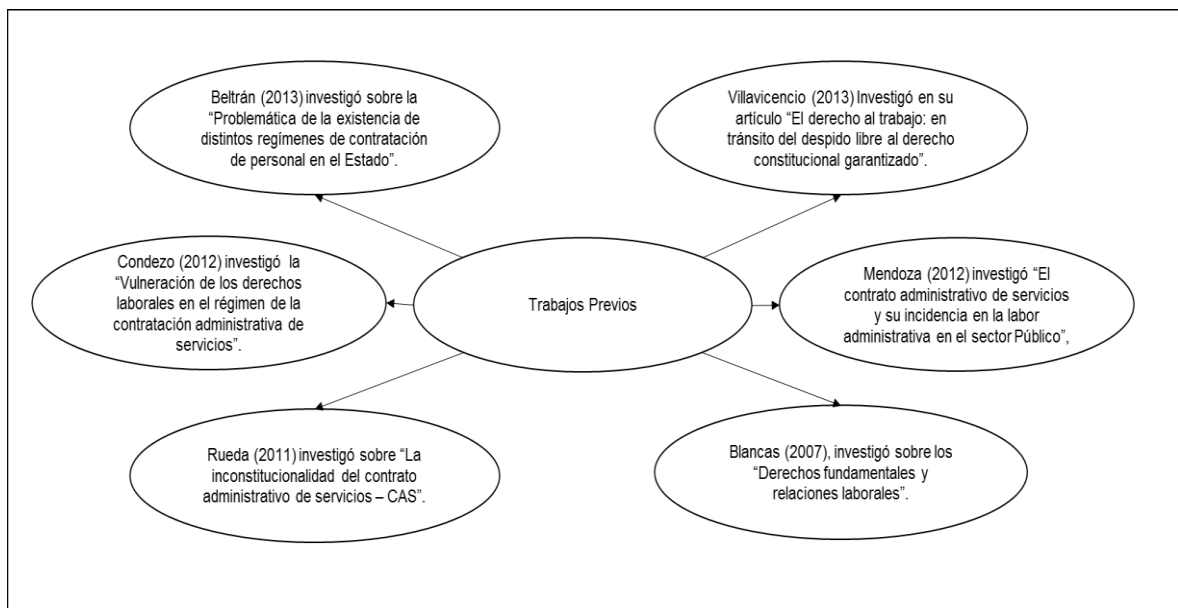 Beltrán (2013) investigó sobre la
“Problemática de la existencia de
distintos regímenes de contratación
de personal en el Estado”.
Villavicencio (2013) Investigó en su
artículo “El derecho al trabajo: en
tránsito del despido libre al derecho
constitucional garantizado”.
Condezo (2012) investigó la
“Vulneración de los derechos
laborales en el régimen de la
contratación administrativa de
servicios”.
Trabajos Previos
Mendoza (2012) investigó “El
contrato administrativo de servicios
y su incidencia en la labor
administrativa en el sector Público”,
Rueda (2011) investigó sobre “La
inconstitucionalidad del contrato
administrativo de servicios – CAS”.
Blancas (2007), investigó sobre los
“Derechos fundamentales y
relaciones laborales”.